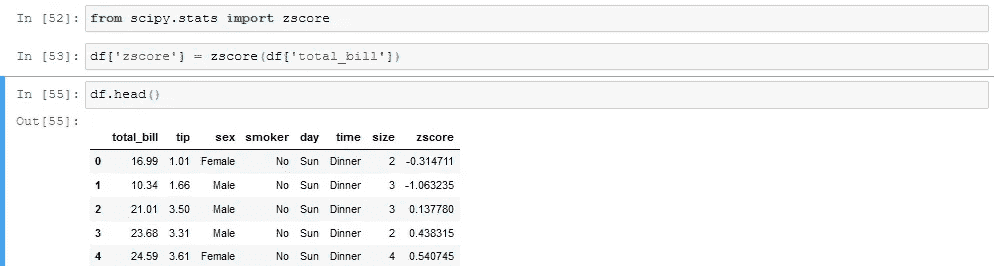 In [52]: from scipy.stats import zscore
In [53]: df['zscore'] = zscore(df['total_bill'])
In [55]: df.head()
Out[55]:
total_bill tip sex smoker day time size zscore
0 16.99 1.01 Female No Sun Dinner 2 -0.314711
1 10.34 1.66 Male No Sun Dinner 3 -1.063235
2 21.01 3.50 Male No Sun Dinner 3 0.137780
3 23.68 3.31 Male No Sun Dinner 2 0.438315
4 24.59 3.61 Female No Sun Dinner 4 0.540745